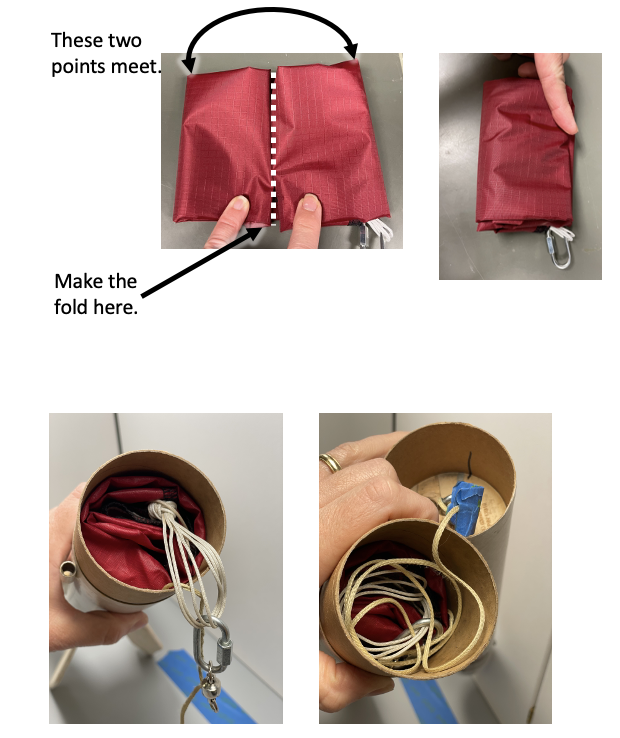 These two
points meet.
Make the
fold here.